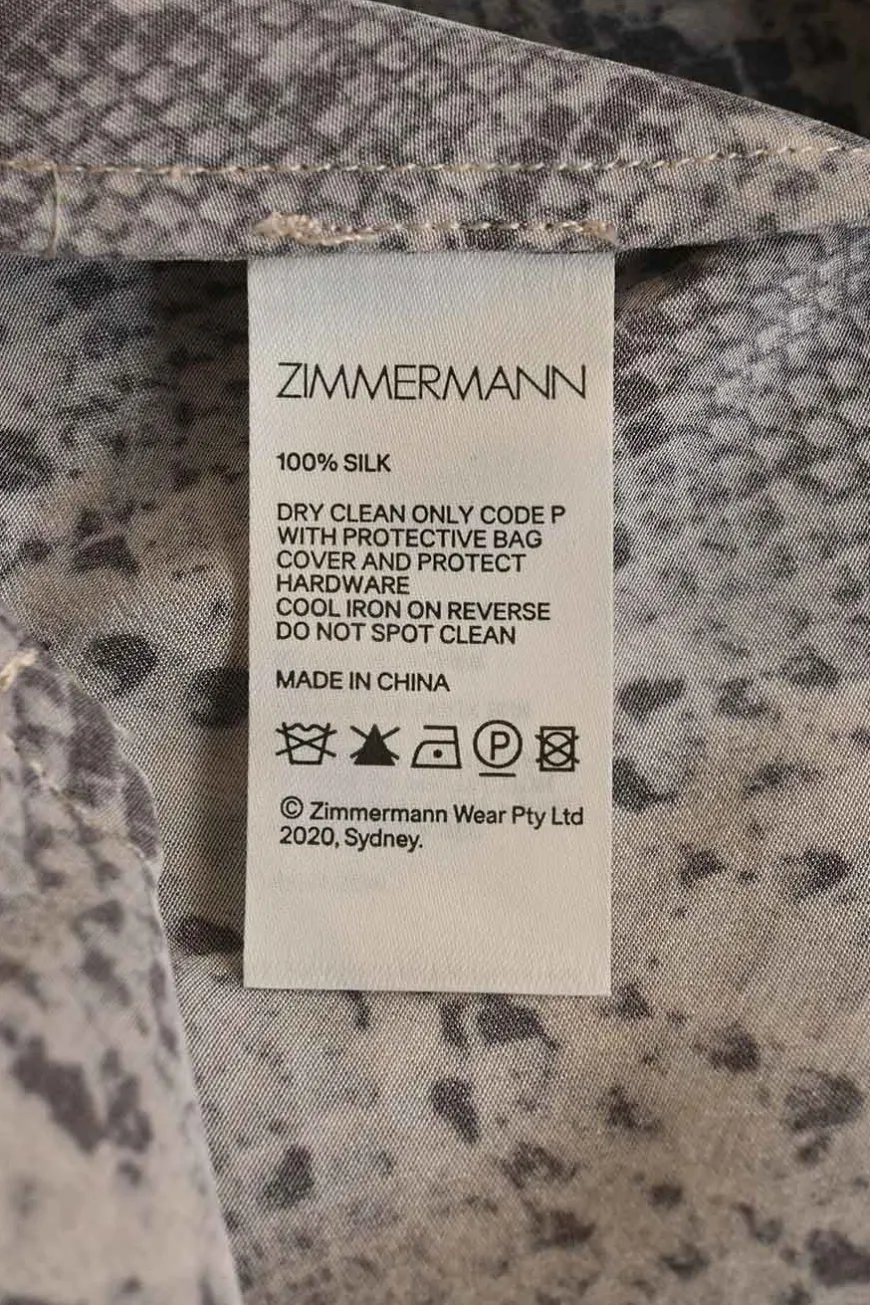 ZIMMERMANN
100% SILK
DRY CLEAN ONLY CODE P
WITH PROTECTIVE BAG
COVER AND PROTECT
HARDWARE
COOL IRON ON REVERSE
DO NOT SPOT CLEAN
MADE IN CHINA
P
© Zimmermann Wear Pty Ltd
2020, Sydney.